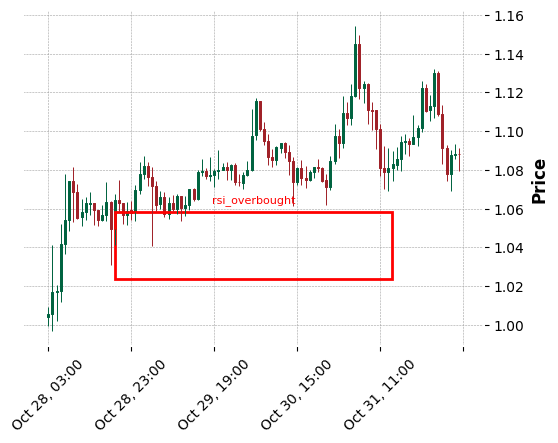 1.16
1.14
1.12
1.10
1.08
1.06
1.04
1.02
1.00
Price
rsi_overbought
Oct 28, 03:00
Oct 28, 23:00
Oct 29, 19:00
Oct 30, 15:00
Oct 31, 11:00